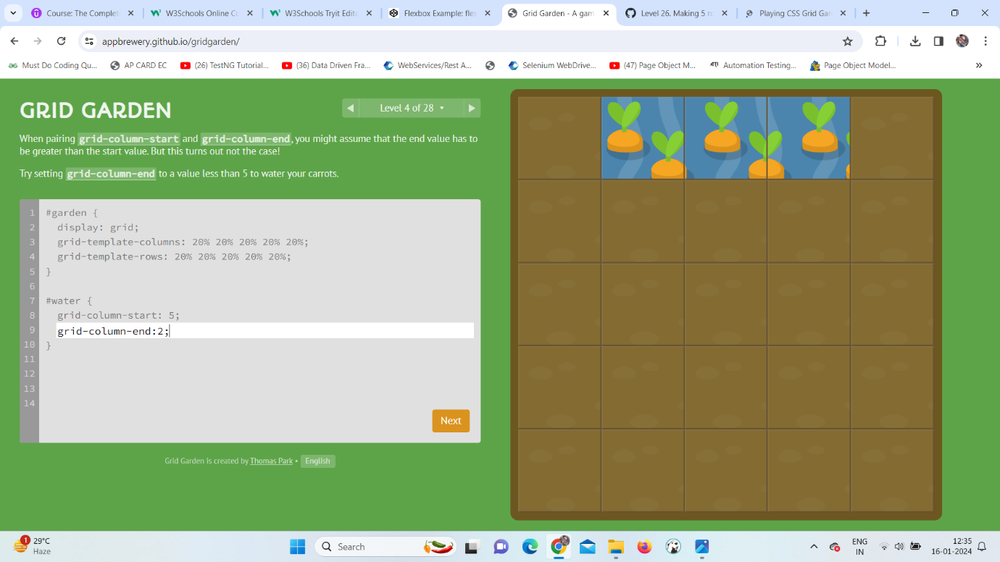 Course: The Complet
W3Schools Online Co
W3Schools Tryit Edito
Flexbox Example: flex
Grid Garden - A gam
Level 26. Making 5 ro
Playing CSS Grid Gar
appbrewery.github.io/gridgarden/
Must Do Coding Qu...
AP CARD EC
(26) TestNG Tutorial...
(36) Data Driven Fra...
WebServices/Rest A...
Selenium WebDrive...
(47) Page Object M...
Automation Testing...
Page Object Model...
GRID GARDEN
Level 4 of 28
When pairing grid-column-start and grid-column-end, you might assume that the end value has to
be greater than the start value. But this turns out not the case!
Try setting grid-column-end to a value less than 5 to water your carrots.
1 #garden {
2 display: grid;
3 grid-template-columns: 20% 20% 20% 20% 20%;
4 grid-template-rows: 20% 20% 20% 20% 20%;
5 }
6
7 #water {
8 grid-column-start: 5;
9 grid-column-end:2;
10 }
11
12
13
14
Next
Grid Garden is created by Thomas Park • English
1
29°C
Haze
Search
ENG
IN
12:35
16-01-2024